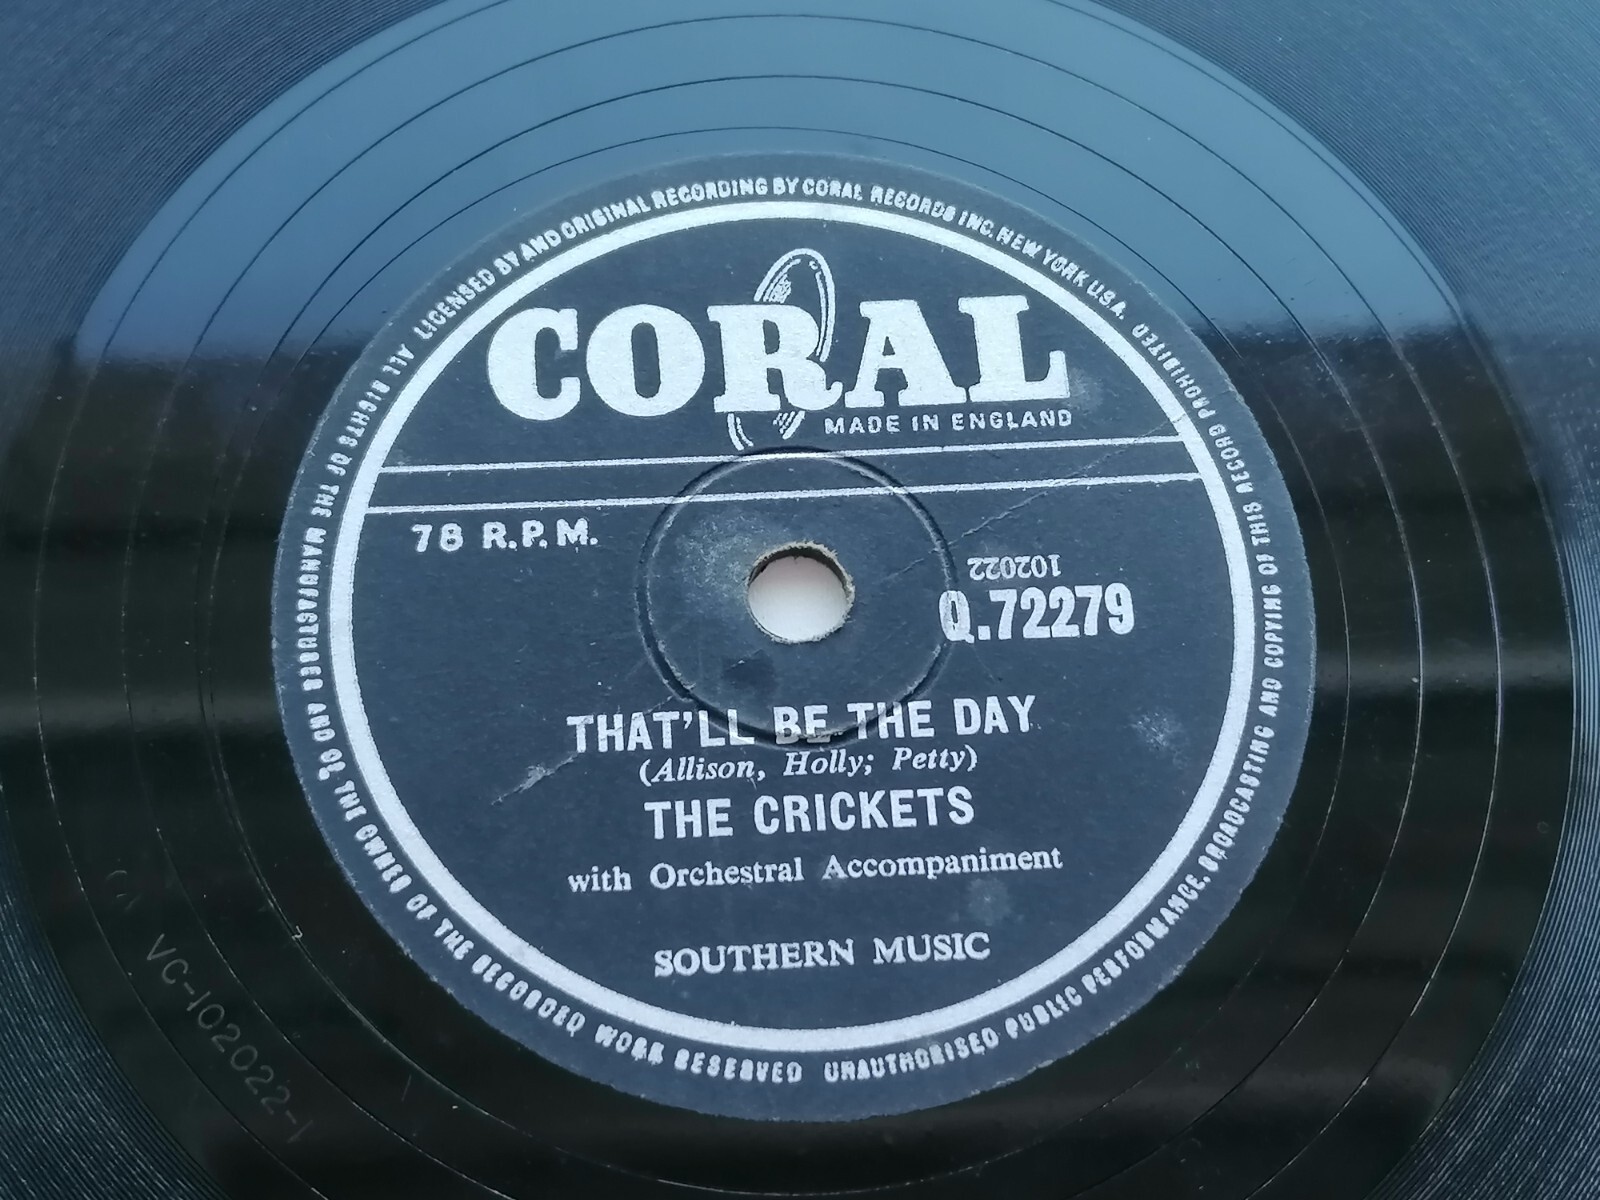 LICENSED BY AND ORIGINAL RECORDING BY CORAL RECORDS INC. NEW YORK U.S.A.
CORAL
MADE IN ENGLAND
78 R.P.M.
102022
Q.72279
THAT'LL BE THE DAY
(Allison, Holly; Petty)
THE CRICKETS
with Orchestral Accompaniment
SOUTHERN MUSIC
ALL RIGHTS OF THE MANUFACTURER AND OF THE OWNER OF THE RECORDED WORK RESERVED
UNAUTHORISED PUBLIC PERFORMANCE, BROADCASTING AND COPYING OF THIS RECORD PROHIBITED
VC-102022-1